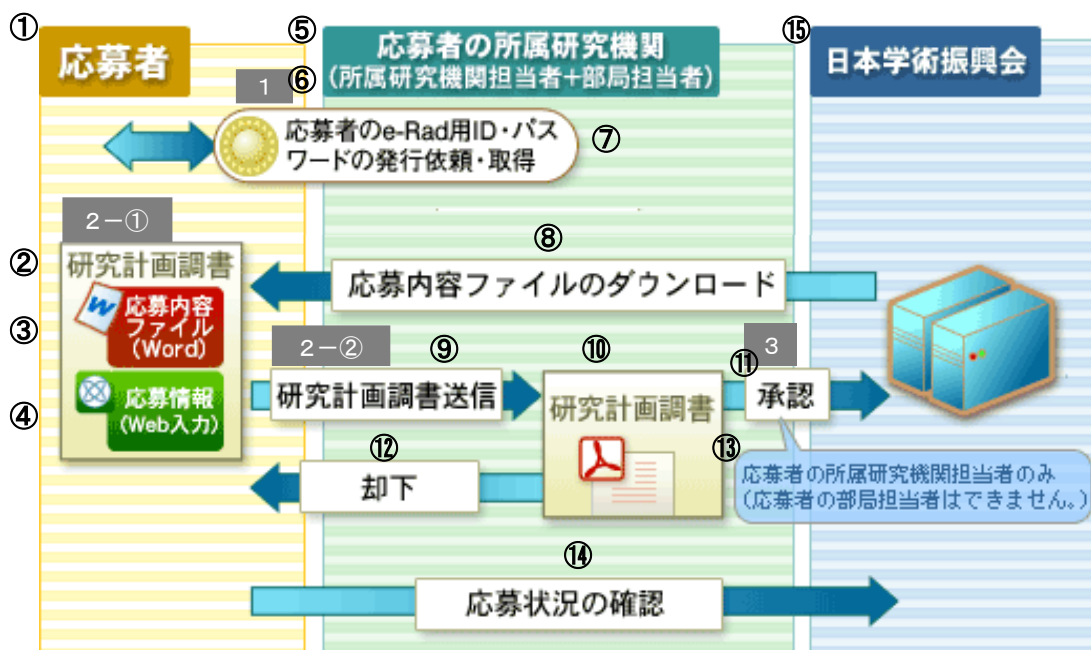 ①
応募者
⑤
応募者の所属研究機関
⑥
(所属研究機関担当者+部局担当者)
⑮
日本学術振興会
1
応募者のe-Rad用ID・パス
ワードの発行依頼・取得
⑦
2-①
②
研究計画調書
W
応募内容
ファイル
(Word)
③
応募情報
(Web入力)
④
⑧
応募内容ファイルのダウンロード
2-②
⑨
研究計画調書送信
⑩
研究計画調書
3
⑪
承認
⑫
却下
⑬
応募者の所属研究機関担当者のみ
(応募者の部局担当者はできません。)
⑭
応募状況の確認